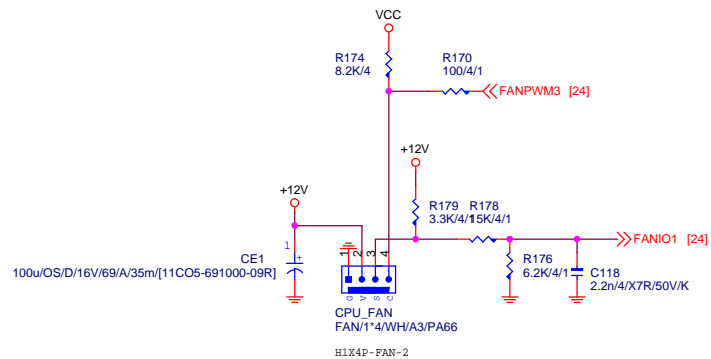 VCC
R174
8.2K/4
R170
100/4/1
FANPWM3 [24]
+12V
+12V
R179
3.3K/4/1
R178
15K/4/1
FANIO1 [24]
1
+
CE1
100u/OS/D/16V/69/A/35m/[11CO5-691000-09R]
1 2 3 4
G V S C
R176
6.2K/4/1
C118
2.2n/4/X7R/50V/K
CPU_FAN
FAN/1*4/WH/A3/PA66
H1X4P-FAN-2